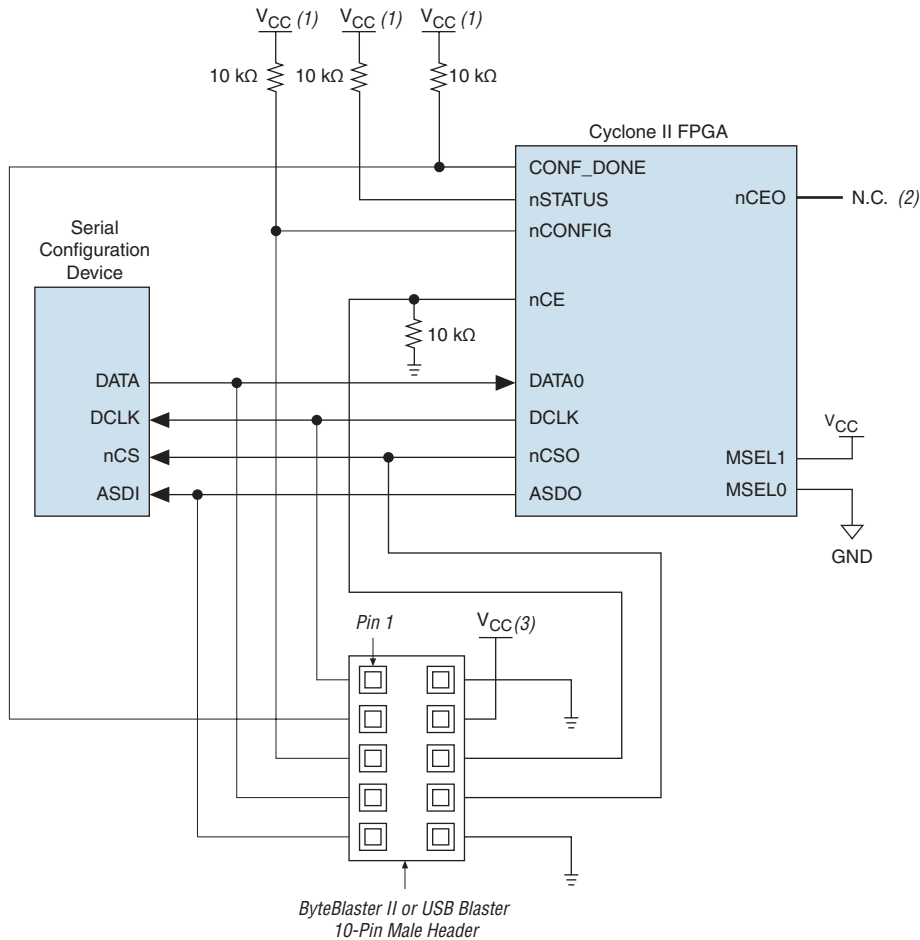 VCC (1) VCC (1) VCC (1)
10 kΩ 10 kΩ 10 kΩ
Cyclone II FPGA
CONF_DONE
nSTATUS
nCONFIG
nCE
nCEO
N.C. (2)
10 kΩ
Serial
Configuration
Device
DATA
DCLK
nCS
ASDI
DATA0
DCLK
nCSO
ASDO
MSEL1
MSEL0
VCC
GND
Pin 1
VCC (3)
ByteBlaster II or USB Blaster
10-Pin Male Header